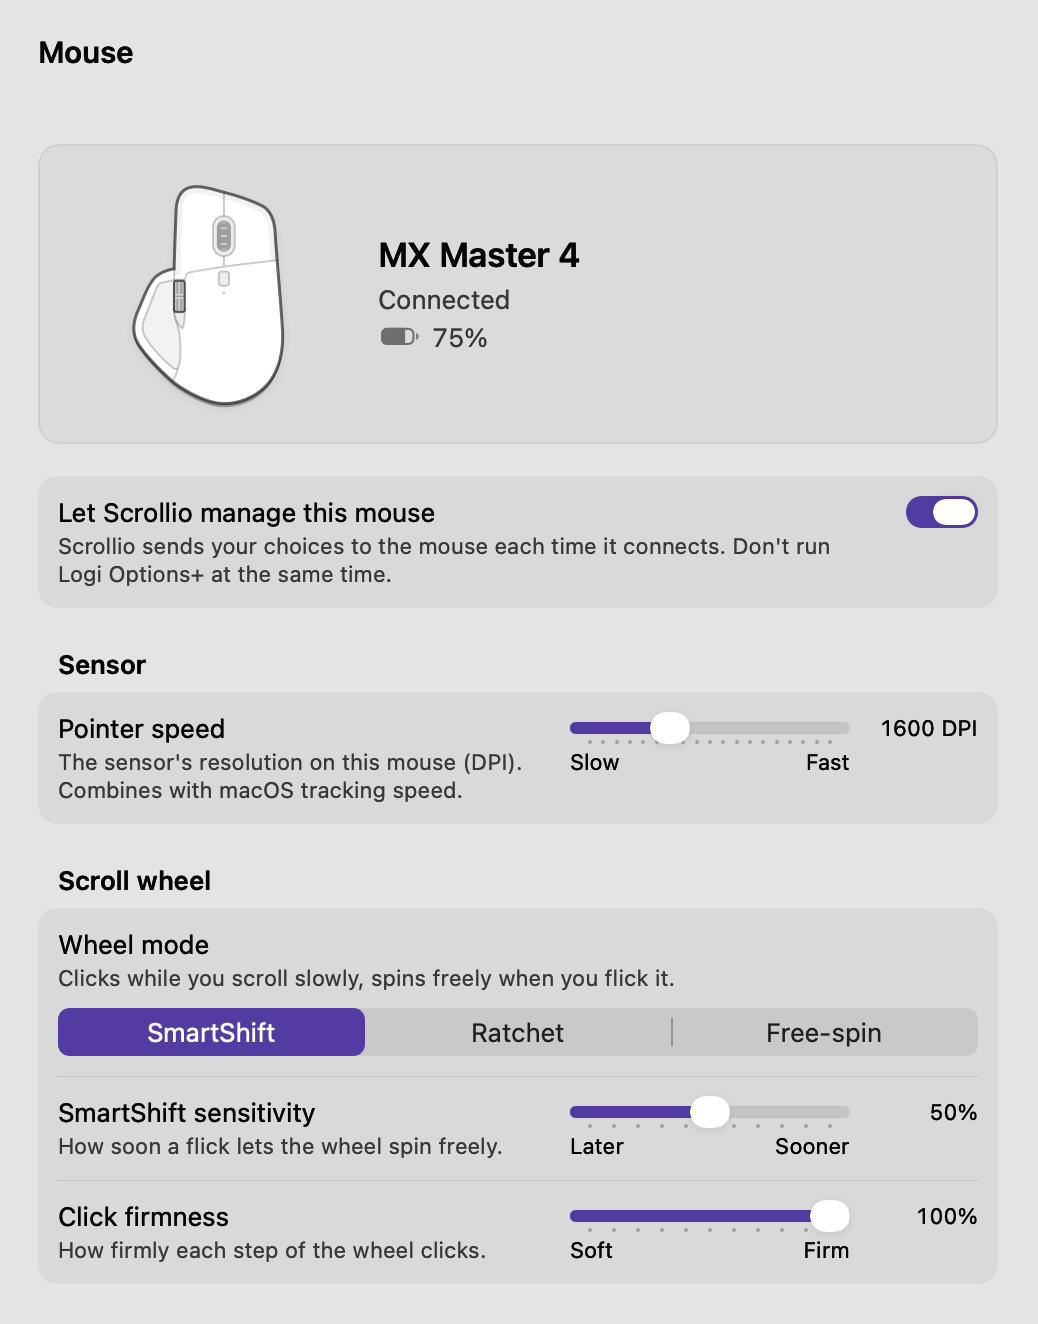 Mouse
MX Master 4
Connected
75%
Let Scrollio manage this mouse
Scrollio sends your choices to the mouse each time it connects. Don't run
Logi Options+ at the same time.
Sensor
Pointer speed
1600 DPI
The sensor's resolution on this mouse (DPI).
Combines with macOS tracking speed.
Slow
Fast
Scroll wheel
Wheel mode
Clicks while you scroll slowly, spins freely when you flick it.
SmartShift
Ratchet
Free-spin
SmartShift sensitivity
50%
How soon a flick lets the wheel spin freely.
Later
Sooner
Click firmness
100%
How firmly each step of the wheel clicks.
Soft
Firm